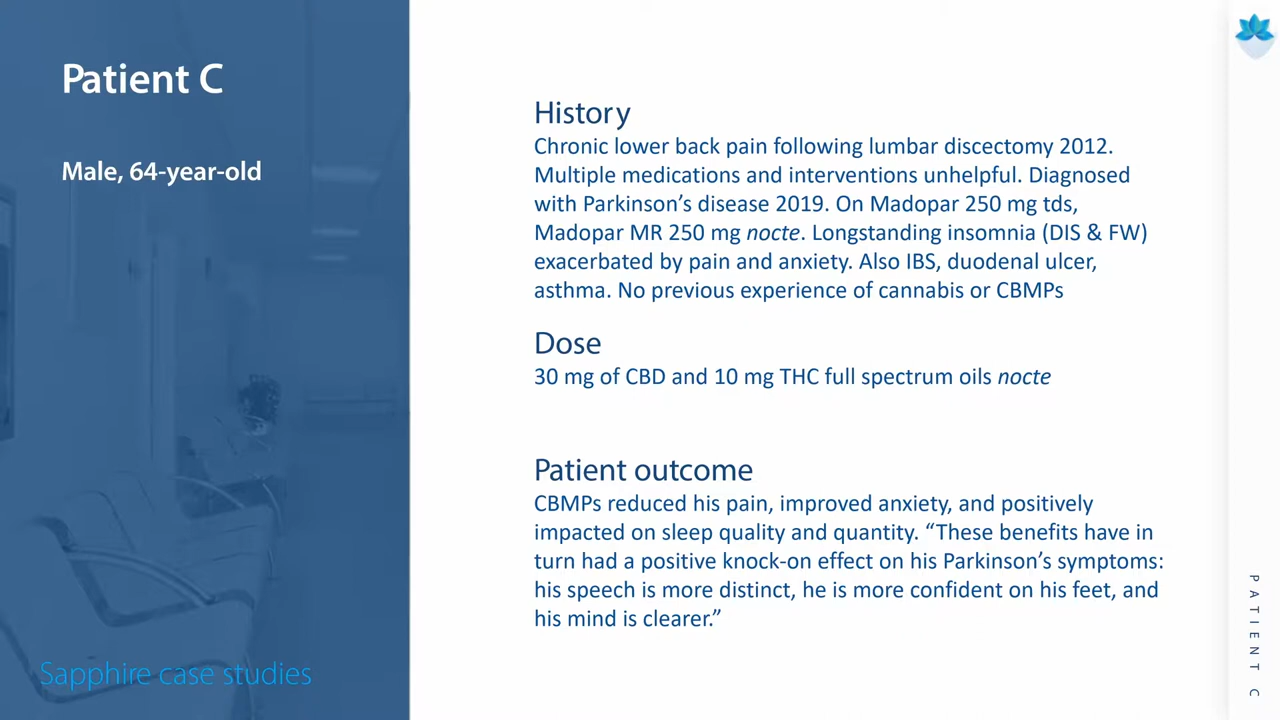 Patient C
Male, 64-year-old
Sapphire case studies
History
Chronic lower back pain following lumbar discectomy 2012.
Multiple medications and interventions unhelpful. Diagnosed
with Parkinson’s disease 2019. On Madopar 250 mg tds,
Madopar MR 250 mg nocte. Longstanding insomnia (DIS & FW)
exacerbated by pain and anxiety. Also IBS, duodenal ulcer,
asthma. No previous experience of cannabis or CBMPs
Dose
30 mg of CBD and 10 mg THC full spectrum oils nocte
Patient outcome
CBMPs reduced his pain, improved anxiety, and positively
impacted on sleep quality and quantity. “These benefits have in
turn had a positive knock-on effect on his Parkinson’s symptoms:
his speech is more distinct, he is more confident on his feet, and
his mind is clearer.”
PATIENT C